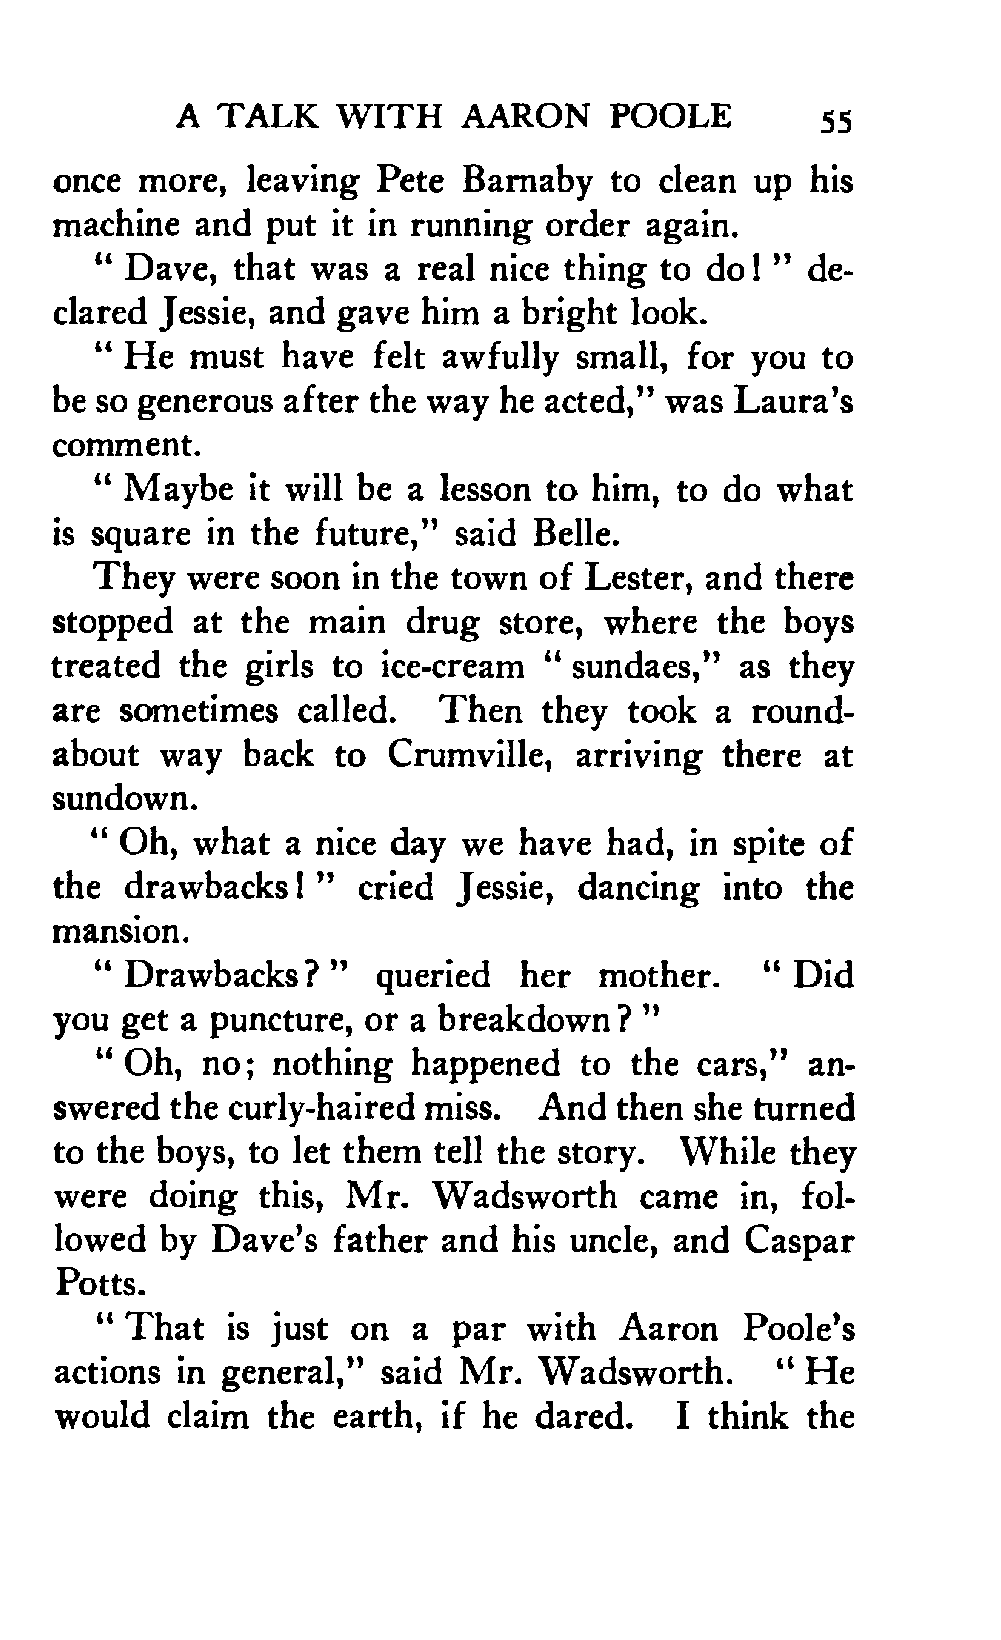 A TALK WITH AARON POOLE 55
once more, leaving Pete Barnaby to clean up his
machine and put it in running order again.
" Dave, that was a real nice thing to do! " de-
clared Jessie, and gave him a bright look.
" He must have felt awfully small, for you to
be so generous after the way he acted," was Laura's
comment.
" Maybe it will be a lesson to him, to do what
is square in the future," said Belle.
They were soon in the town of Lester, and there
stopped at the main drug store, where the boys
treated the girls to ice-cream " sundaes," as they
are sometimes called. Then they took a round-
about way back to Crumville, arriving there at
sundown.
" Oh, what a nice day we have had, in spite of
the drawbacks! " cried Jessie, dancing into the
mansion.
" Drawbacks? " queried her mother. " Did
you get a puncture, or a breakdown? "
" Oh, no; nothing happened to the cars," an-
swered the curly-haired miss. And then she turned
to the boys, to let them tell the story. While they
were doing this, Mr. Wadsworth came in, fol-
lowed by Dave's father and his uncle, and Caspar
Potts.
" That is just on a par with Aaron Poole's
actions in general," said Mr. Wadsworth. " He
would claim the earth, if he dared. I think the